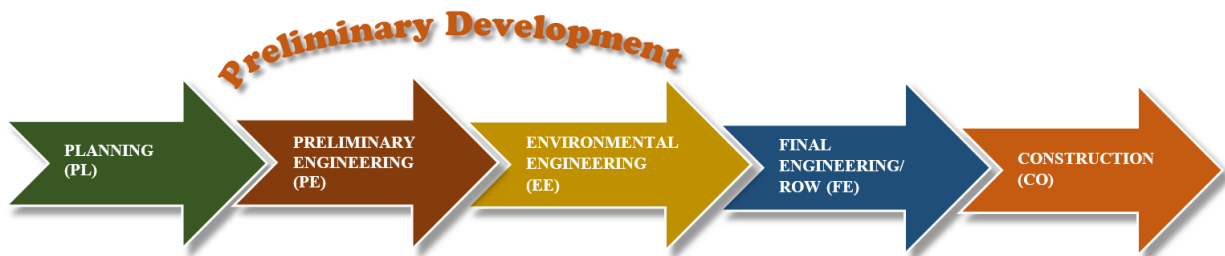 Preliminary Development
PLANNING
(PL)
PRELIMINARY
ENGINEERING
(PE)
ENVIRONMENTAL
ENGINEERING
(EE)
FINAL
ENGINEERING/
ROW (FE)
CONSTRUCTION
(CO)